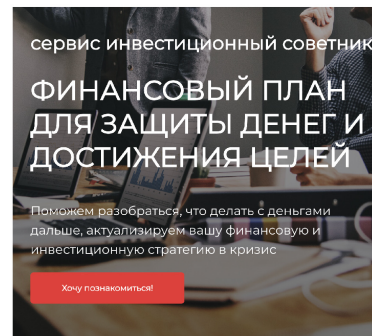 сервис инвестиционный советник
ФИНАНСОВЫЙ ПЛАН
ДЛЯ ЗАЩИТЫ ДЕНЕГ И
ДОСТИЖЕНИЯ ЦЕЛЕЙ
Поможем разобраться, что делать с деньгами
дальше, актуализируем вашу финансовую и
инвестиционную стратегию в кризис
Хочу познакомиться!